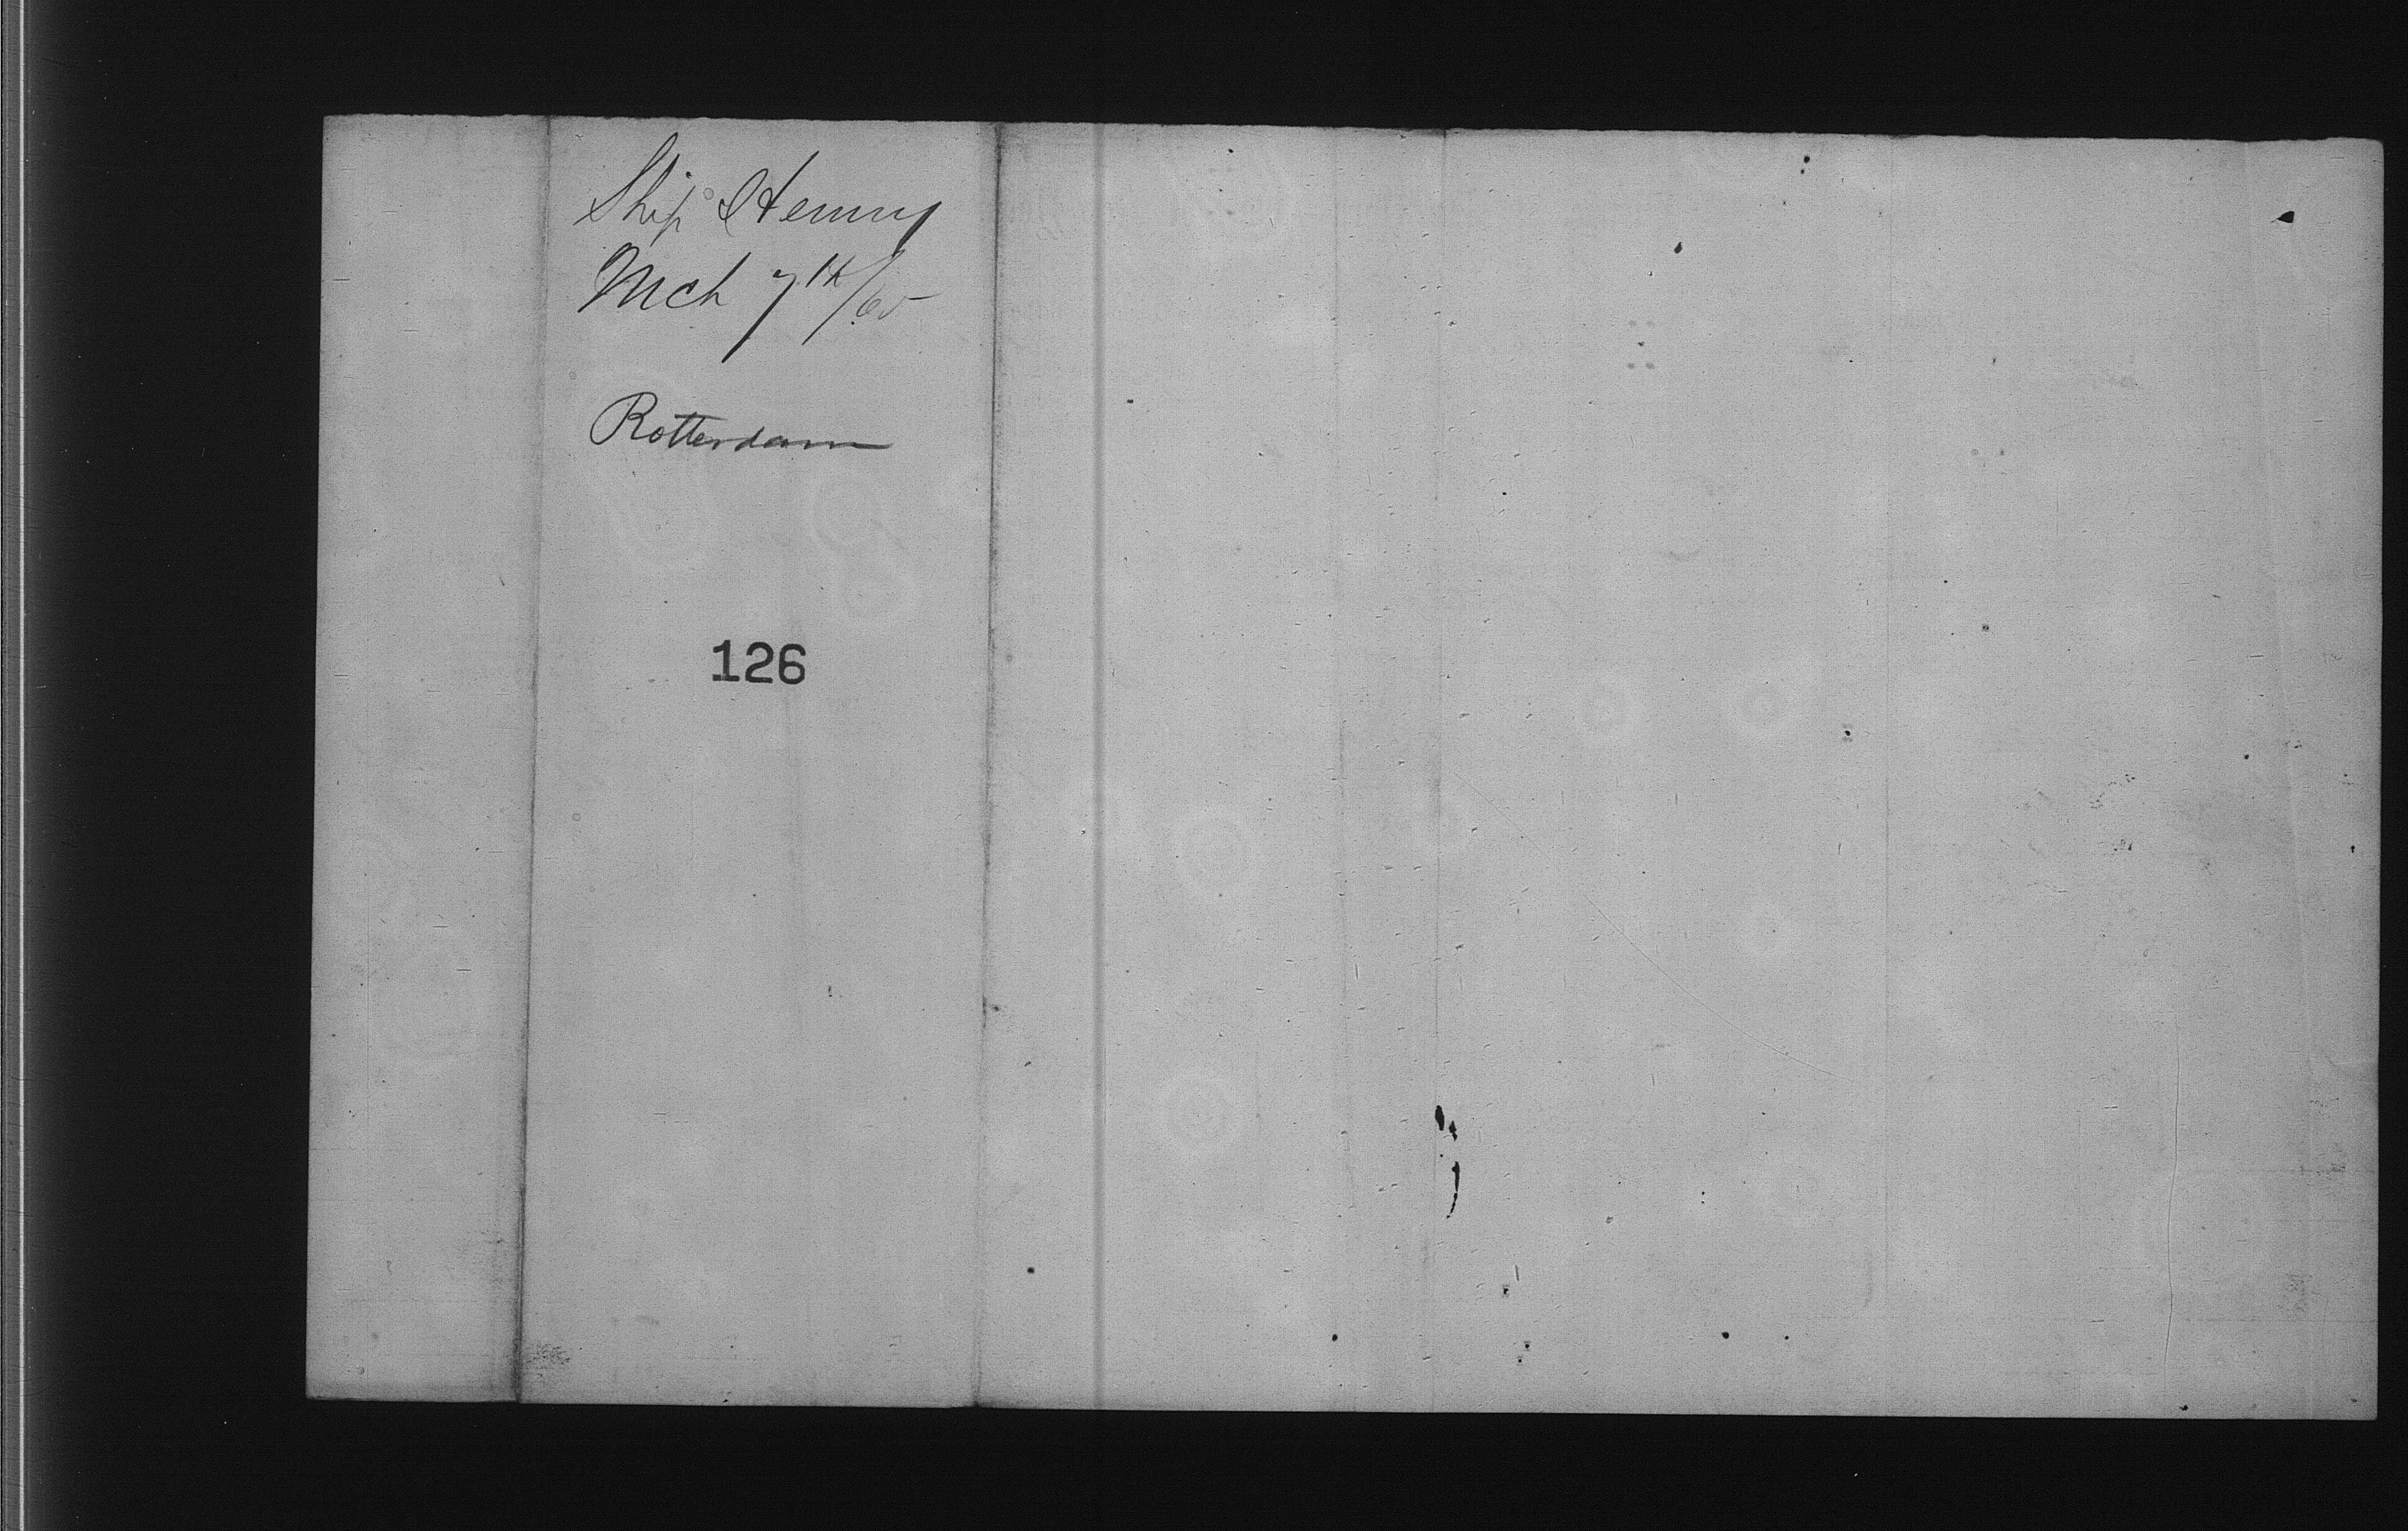 Ship Henry
Mch 7th/65
Rotterdam
126